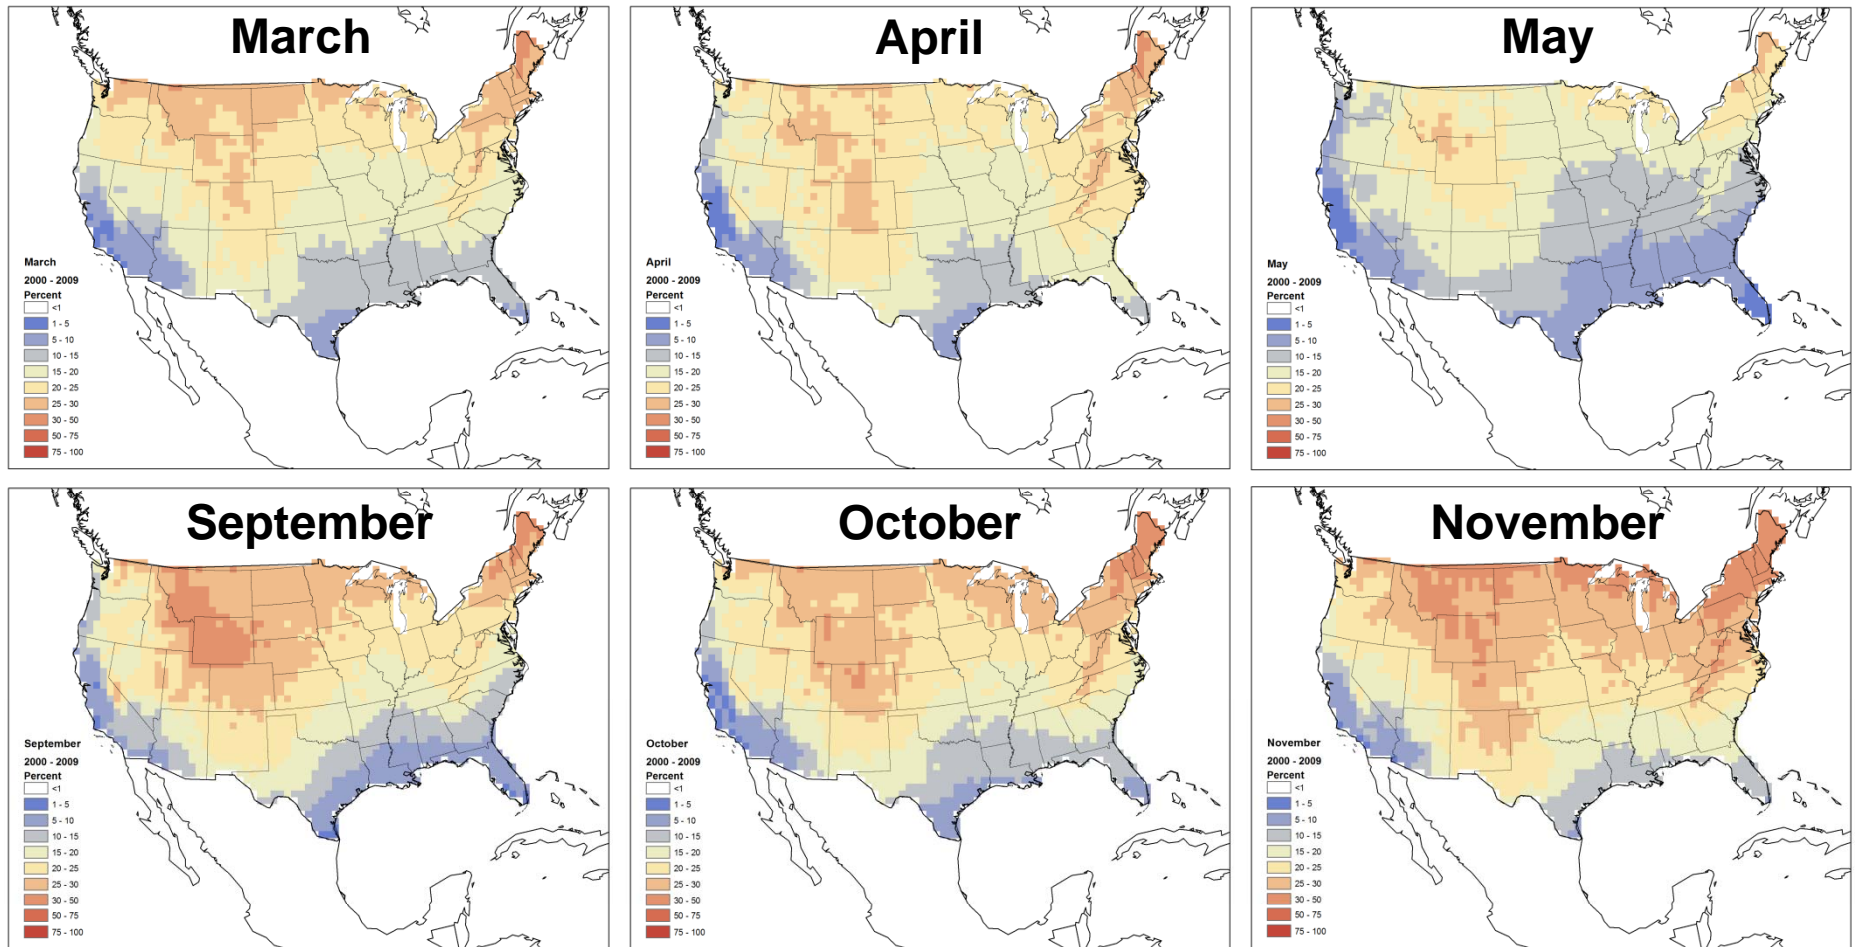 March
March
2000 - 2009
Percent
<1
1 - 5
5 - 10
10 - 15
15 - 20
20 - 25
25 - 30
30 - 50
50 - 75
75 - 100
April
April
2000 - 2009
Percent
<1
1 - 5
5 - 10
10 - 15
15 - 20
20 - 25
25 - 30
30 - 50
50 - 75
75 - 100
May
May
2000 - 2009
Percent
<1
1 - 5
5 - 10
10 - 15
15 - 20
20 - 25
25 - 30
30 - 50
50 - 75
75 - 100
September
September
2000 - 2009
Percent
<1
1 - 5
5 - 10
10 - 15
15 - 20
20 - 25
25 - 30
30 - 50
50 - 75
75 - 100
October
October
2000 - 2009
Percent
<1
1 - 5
5 - 10
10 - 15
15 - 20
20 - 25
25 - 30
30 - 50
50 - 75
75 - 100
November
November
2000 - 2009
Percent
<1
1 - 5
5 - 10
10 - 15
15 - 20
20 - 25
25 - 30
30 - 50
50 - 75
75 - 100